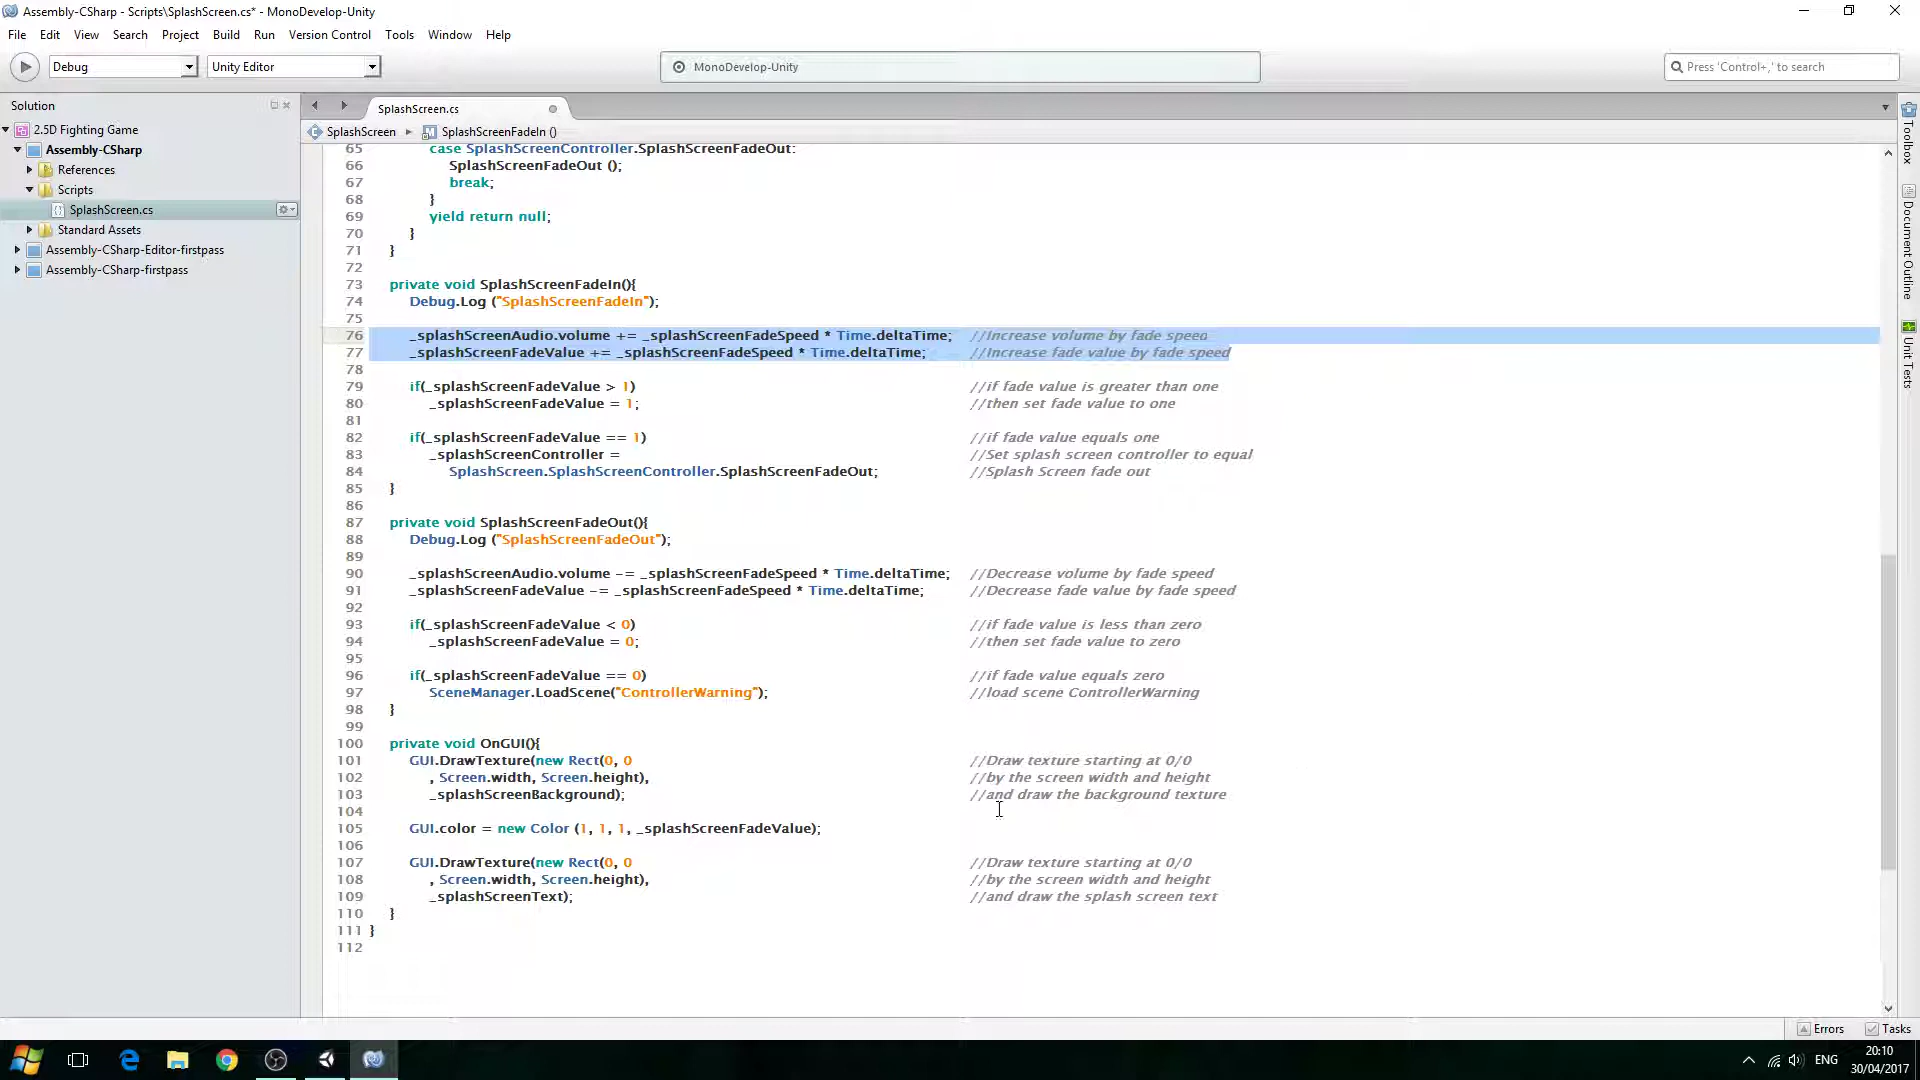 Assembly-CSharp - Scripts\SplashScreen.cs* - MonoDevelop-Unity
File Edit View Search Project Build Run Version Control Tools Window Help
Debug Unity Editor MonoDevelop-Unity Press 'Control+,' to search
Solution
2.5D Fighting Game
Assembly-CSharp
References
Scripts
SplashScreen.cs
Standard Assets
Assembly-CSharp-Editor-firstpass
Assembly-CSharp-firstpass
SplashScreen.cs
SplashScreen SplashScreenFadeIn ()
65 case SplashScreenController.SplashScreenFadeOut:
66 SplashScreenFadeOut ();
67 break;
68 }
69 yield return null;
70 }
71 }
72
73 private void SplashScreenFadeIn(){
74 Debug.Log ("SplashScreenFadeIn");
75
76 _splashScreenAudio.volume += _splashScreenFadeSpeed * Time.deltaTime; //Increase volume by fade speed
77 _splashScreenFadeValue += _splashScreenFadeSpeed * Time.deltaTime; //Increase fade value by fade speed
78
79 if(_splashScreenFadeValue > 1) //if fade value is greater than one
80 _splashScreenFadeValue = 1; //then set fade value to one
81
82 if(_splashScreenFadeValue == 1) //if fade value equals one
83 _splashScreenController = //Set splash screen controller to equal
84 SplashScreen.SplashScreenController.SplashScreenFadeOut; //Splash Screen fade out
85 }
86
87 private void SplashScreenFadeOut(){
88 Debug.Log ("SplashScreenFadeOut");
89
90 _splashScreenAudio.volume -= _splashScreenFadeSpeed * Time.deltaTime; //Decrease volume by fade speed
91 _splashScreenFadeValue -= _splashScreenFadeSpeed * Time.deltaTime; //Decrease fade value by fade speed
92
93 if(_splashScreenFadeValue < 0) //if fade value is less than zero
94 _splashScreenFadeValue = 0; //then set fade value to zero
95
96 if(_splashScreenFadeValue == 0) //if fade value equals zero
97 SceneManager.LoadScene("ControllerWarning"); //load scene ControllerWarning
98 }
99
100 private void OnGUI(){
101 GUI.DrawTexture(new Rect(0, 0 //Draw texture starting at 0/0
102 , Screen.width, Screen.height), //by the screen width and height
103 _splashScreenBackground); //and draw the background texture
104
105 GUI.color = new Color (1, 1, 1, _splashScreenFadeValue);
106
107 GUI.DrawTexture(new Rect(0, 0 //Draw texture starting at 0/0
108 , Screen.width, Screen.height), //by the screen width and height
109 _splashScreenText); //and draw the splash screen text
110 }
111 }
112
Toolbox
Document Outline
Unit Tests
Errors Tasks
ENG
20:10
30/04/2017